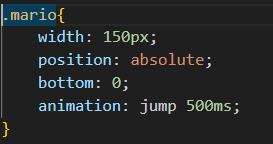 .mario{
    width: 150px;
    position: absolute;
    bottom: 0;
    animation: jump 500ms;
}